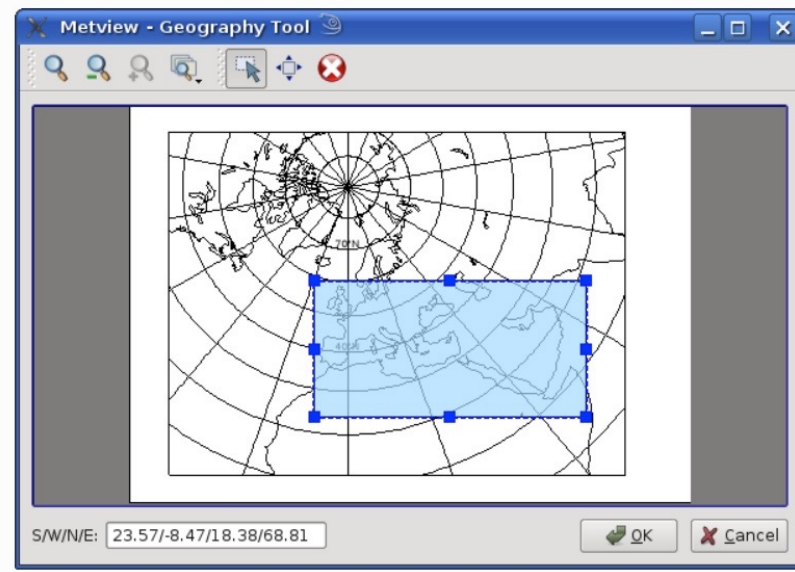 Metview - Geography Tool
70°N
40°N
S/W/N/E: 23.57/-8.47/18.38/68.81
OK
Cancel